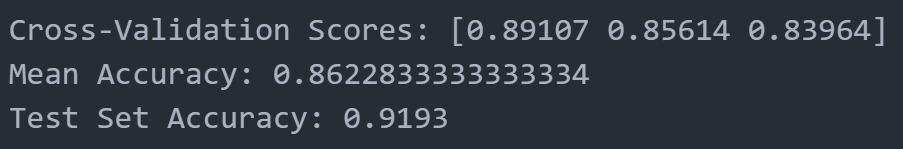 Cross-Validation Scores: [0.89107 0.85614 0.83964]
Mean Accuracy: 0.8622833333333334
Test Set Accuracy: 0.9193